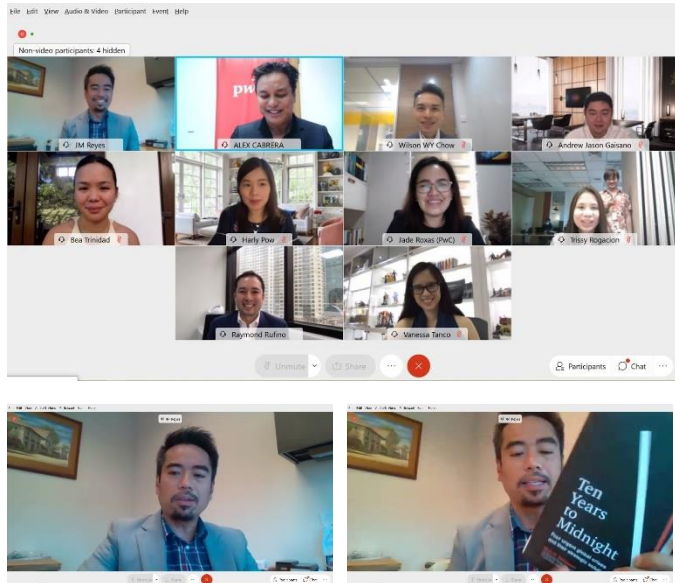 File Edit View Audio & Video Participant Event Help
Non-video participants: 4 hidden
pwc
JM Reyes
ALEX CABRERA
Wilson WY Chow
Andrew Jason Gaisano
Bea Trinidad
Harly Pow
Jade Roxas (PwC)
Trissy Rogacion
Raymond Rufino
Vanessa Tanco
Unmute
Share
Participants
Chat
Ten
Years
to
Midnight